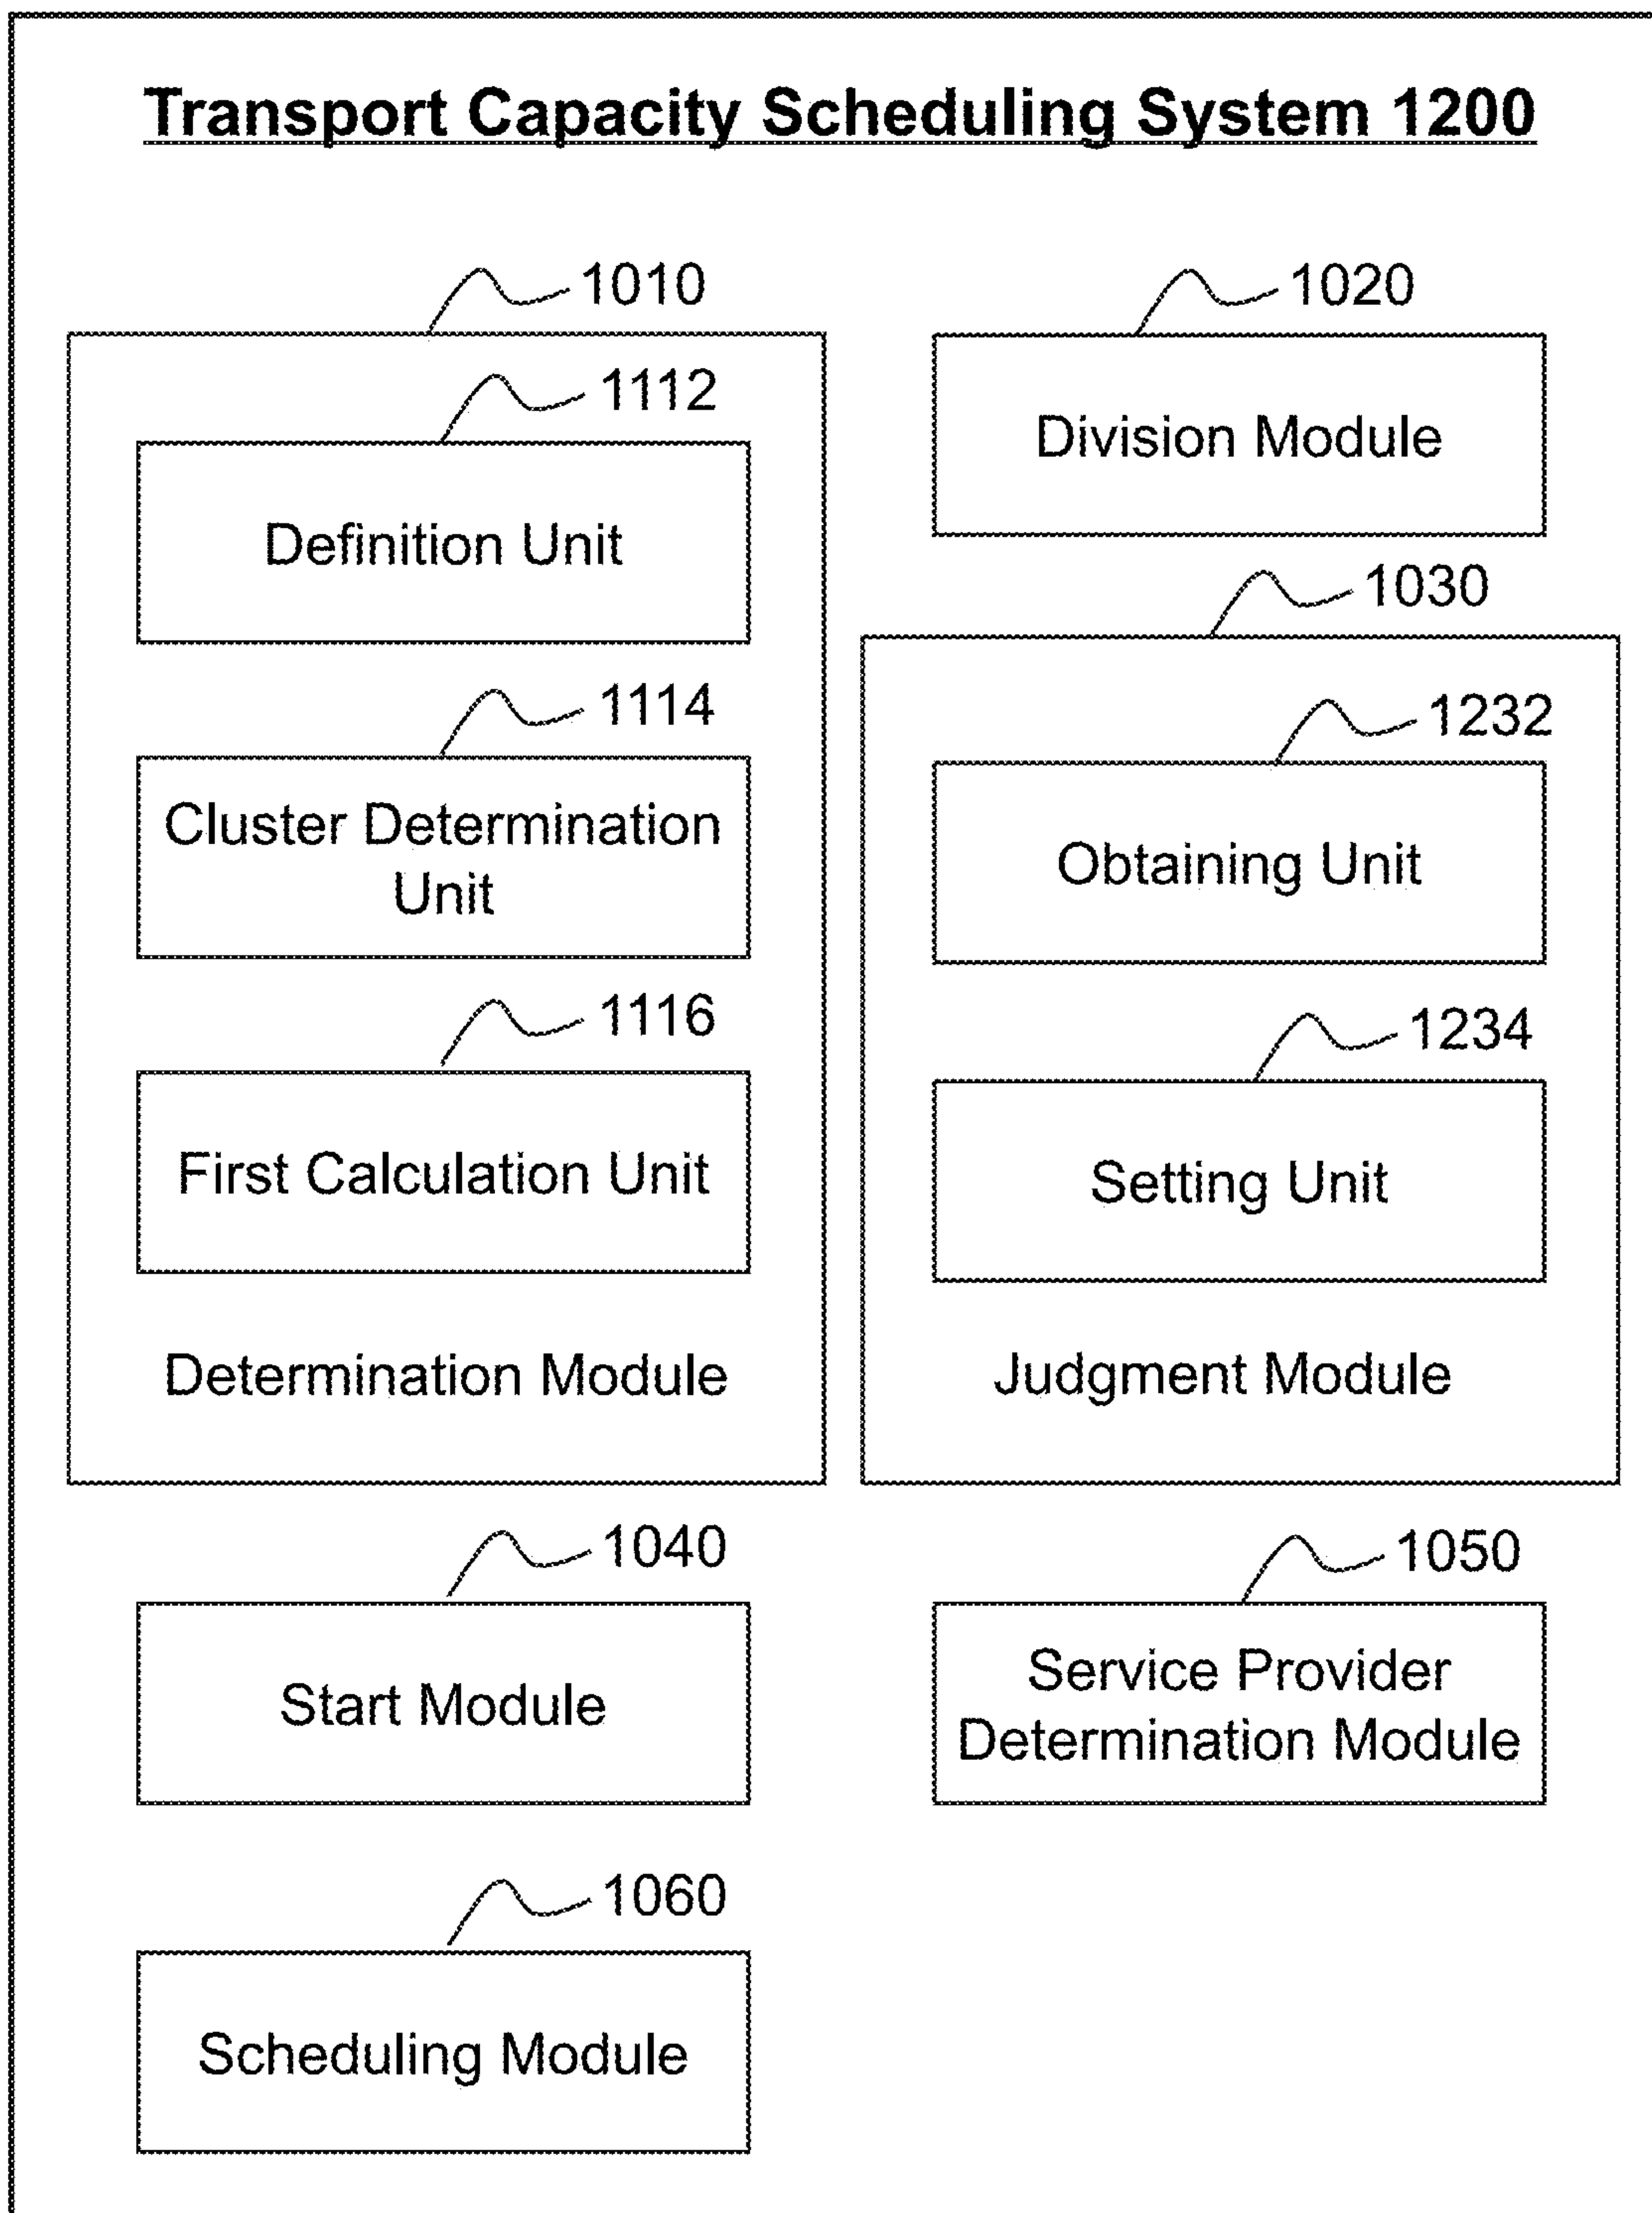 Transport Capacity Scheduling System 1200
1010
1112
Definition Unit
1114
Cluster Determination
Unit
1116
First Calculation Unit
Determination Module
1020
Division Module
1030
1232
Obtaining Unit
1234
Setting Unit
Judgment Module
1040
Start Module
1050
Service Provider
Determination Module
1060
Scheduling Module